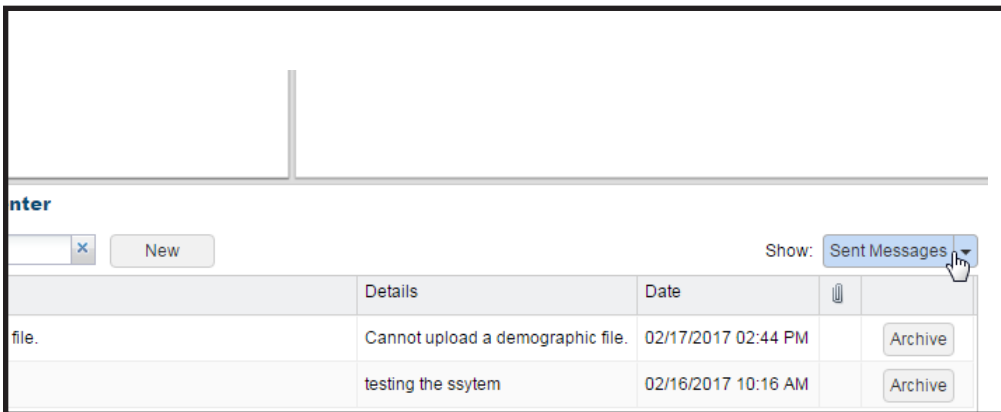 nter
New Show: Sent Messages
Details Date
file. Cannot upload a demographic file. 02/17/2017 02:44 PM Archive
testing the ssytem 02/16/2017 10:16 AM Archive